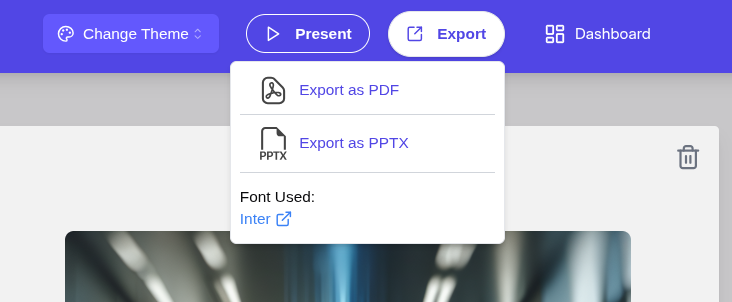 Change Theme
Present
Export
Dashboard
Export as PDF
PPTX
Export as PPTX
Font Used:
Inter